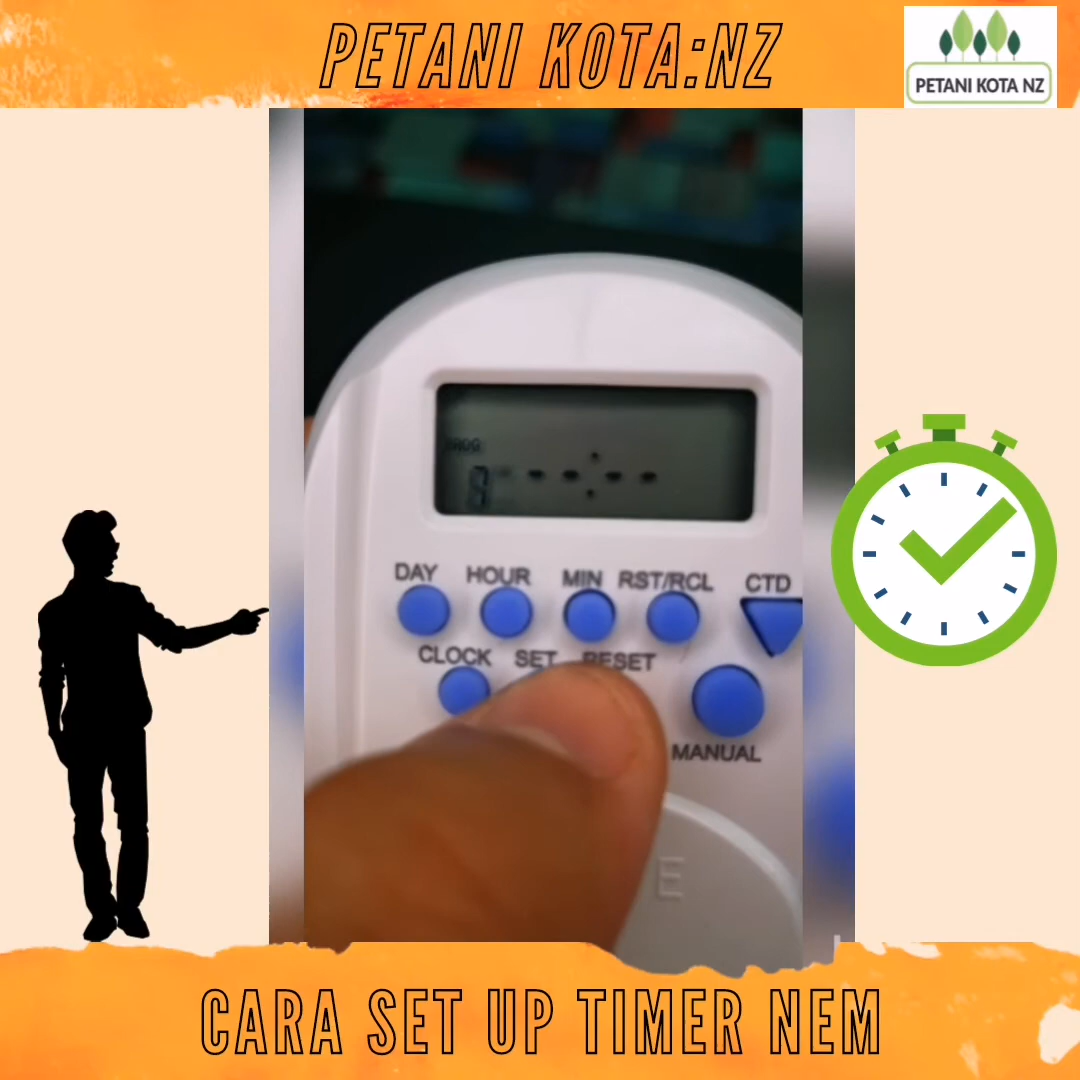 PETANI KOTA:NZ
PETANI KOTA NZ
PROG
- - : - -
DAY HOUR MIN RST/RCL CTD
CLOCK SET RESET
MANUAL
E
CARA SET UP TIMER NEM